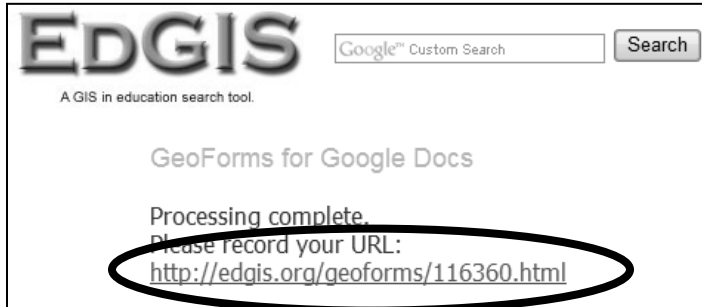 EDGIS
Google™ Custom Search
Search
A GIS in education search tool.
GeoForms for Google Docs
Processing complete.
Please record your URL:
http://edgis.org/geoforms/116360.html